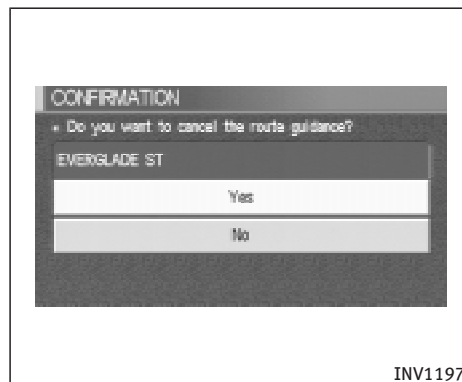 CONFIRMATION
Do you want to cancel the route guidance?
EVERGLADE ST
Yes
No
INV1197